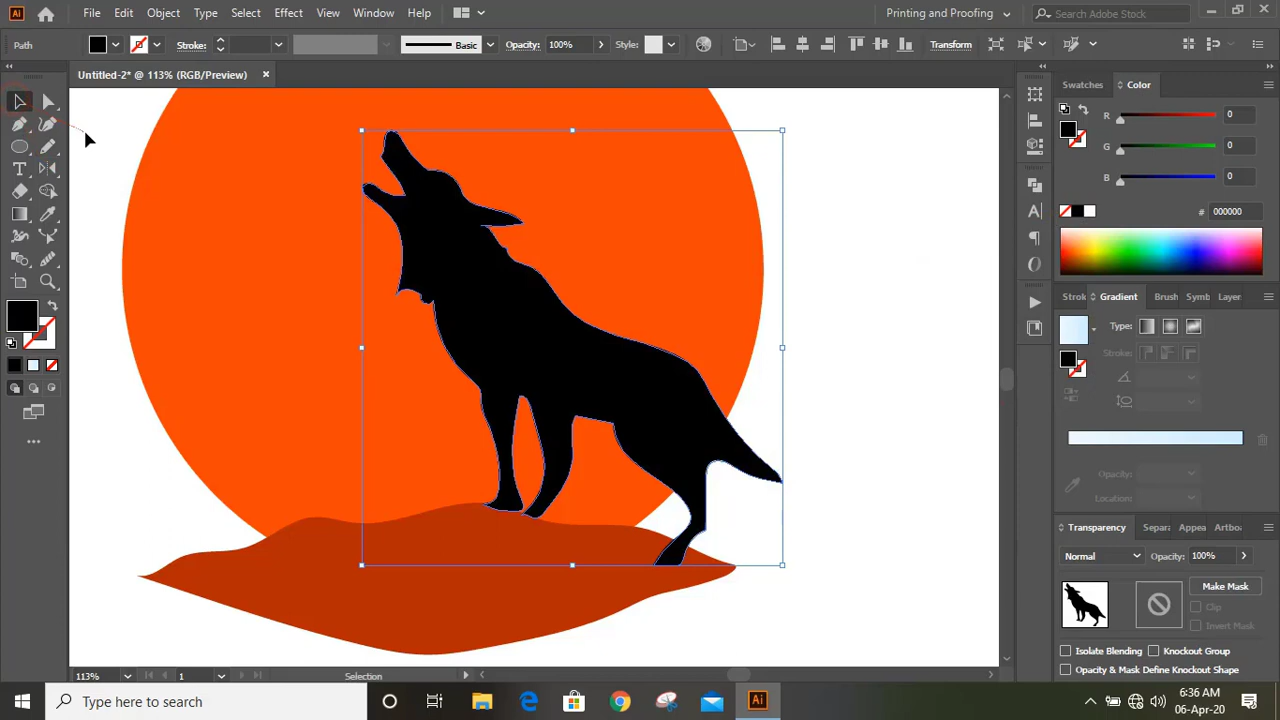 Ai File Edit Object Type Select Effect View Window Help Printing and Proofing Search Adobe Stock
Path Stroke: Basic Opacity: 100% Style: Transform
Untitled-2* @ 113% (RGB/Preview) ×
Swatches Color
R 0
G 0
B 0
# 000000
Strok Gradient Brush Symb Layer
Type:
Stroke:
Opacity:
Location:
Transparency Separ Appea Artbo
Normal Opacity: 100%
Make Mask
Clip
Invert Mask
Isolate Blending Knockout Group
Opacity & Mask Define Knockout Shape
113% 1 Selection
Type here to search Ai 6:36 AM
06-Apr-20